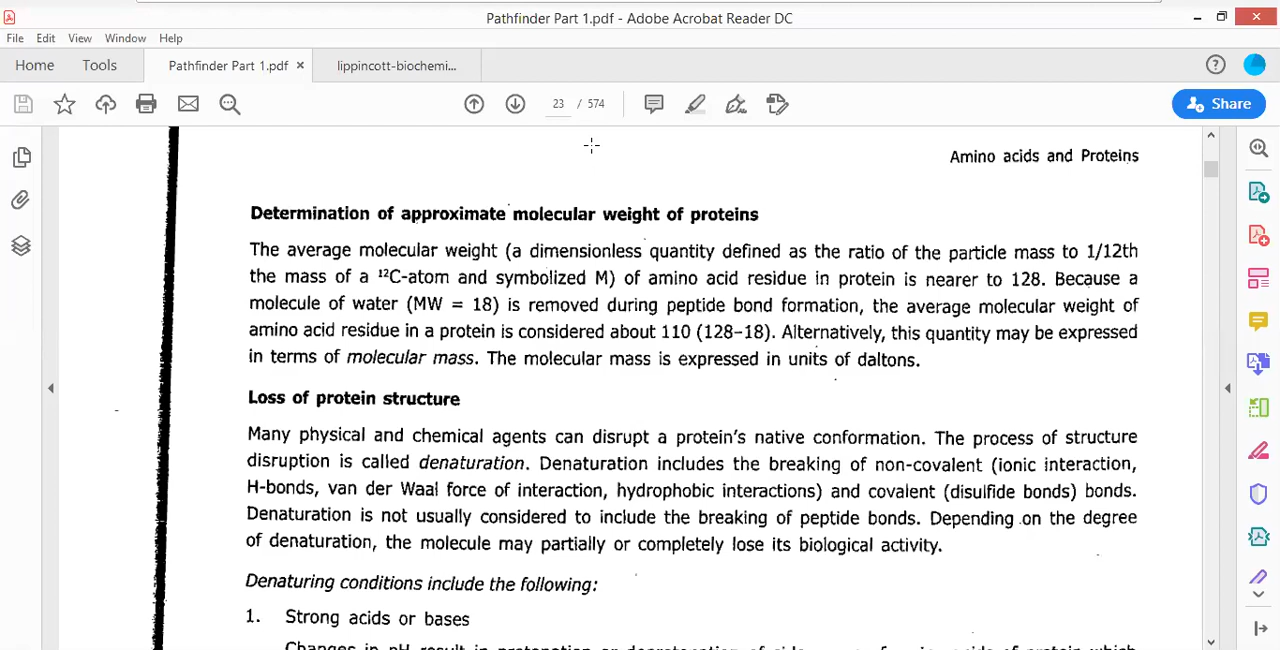 Pathfinder Part 1.pdf - Adobe Acrobat Reader DC
File Edit View Window Help
Home Tools Pathfinder Part 1.pdf × lippincott-biochemi...
23 / 574
Share
Amino acids and Proteins
Determination of approximate molecular weight of proteins
The average molecular weight (a dimensionless quantity defined as the ratio of the particle mass to 1/12th
the mass of a ¹²C-atom and symbolized M) of amino acid residue in protein is nearer to 128. Because a
molecule of water (MW = 18) is removed during peptide bond formation, the average molecular weight of
amino acid residue in a protein is considered about 110 (128–18). Alternatively, this quantity may be expressed
in terms of molecular mass. The molecular mass is expressed in units of daltons.
Loss of protein structure
Many physical and chemical agents can disrupt a protein's native conformation. The process of structure
disruption is called denaturation. Denaturation includes the breaking of non-covalent (ionic interaction,
H-bonds, van der Waal force of interaction, hydrophobic interactions) and covalent (disulfide bonds) bonds.
Denaturation is not usually considered to include the breaking of peptide bonds. Depending on the degree
of denaturation, the molecule may partially or completely lose its biological activity.
Denaturing conditions include the following:
1. Strong acids or bases
Changes in pH result in protonation or deprotonation of side